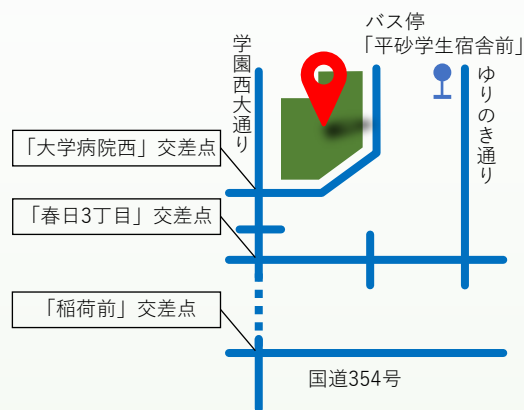 バス停
「平砂学生宿舎前」
学園西大通り
ゆりのき通り
「大学病院西」交差点
「春日3丁目」交差点
「稲荷前」交差点
国道354号